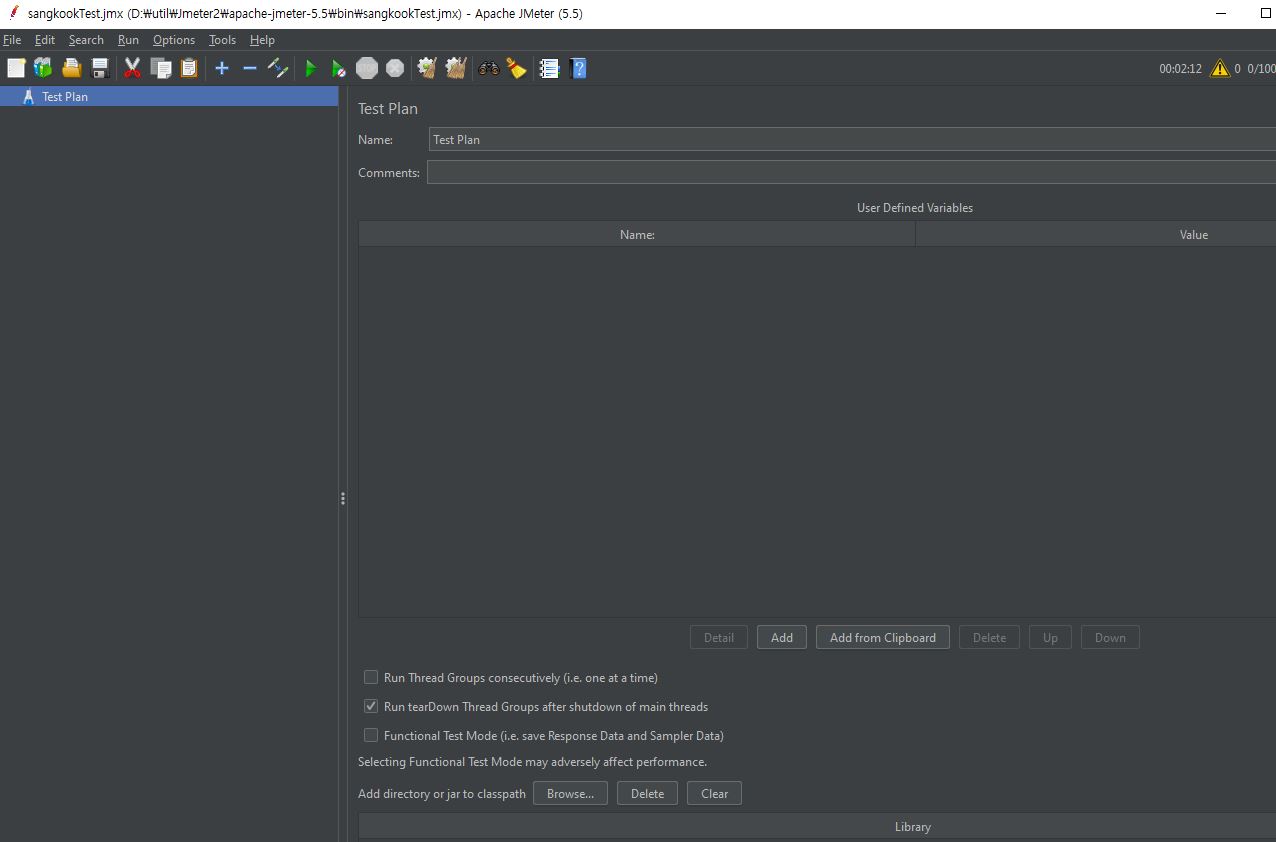 sangkookTest.jmx (D:₩util₩Jmeter2₩apache-jmeter-5.5₩bin₩sangkookTest.jmx) - Apache JMeter (5.5)
File Edit Search Run Options Tools Help
STOP 00:02:12 0 0/100
Test Plan
Test Plan
Name: Test Plan
Comments:
User Defined Variables
Name: Value
Detail Add Add from Clipboard Delete Up Down
Run Thread Groups consecutively (i.e. one at a time)
Run tearDown Thread Groups after shutdown of main threads
Functional Test Mode (i.e. save Response Data and Sampler Data)
Selecting Functional Test Mode may adversely affect performance.
Add directory or jar to classpath Browse... Delete Clear
Library